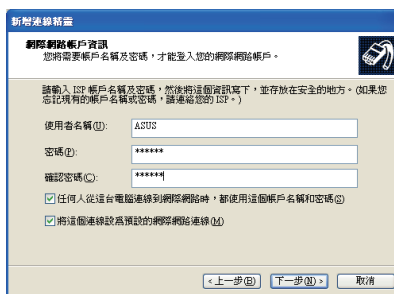 新增連線精靈
網際網路帳戶資訊
您將需要帳戶名稱及密碼，才能登入您的網際網路帳戶。
請輸入 ISP 帳戶名稱及密碼，然後將這個資訊寫下，並存放在安全的地方。(如果您
忘記現有的帳戶名稱或密碼，請連絡您的 ISP。)
使用者名稱(U): ASUS
密碼(P): ******
確認密碼(C): ******
任何人從這台電腦連線到網際網路時，都使用這個帳戶名稱和密碼(S)
將這個連線設爲預設的網際網路連線(M)
<上一步(B) 下一步(N)> 取消